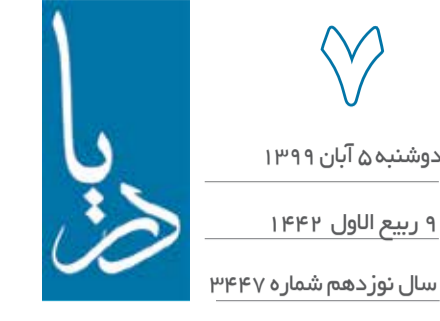 دریا
۷
دوشنبه ۵ آبان ۱۳۹۹
۹ ربیع الاول ۱۴۴۲
سال نوزدهم شماره ۳۴۴۷